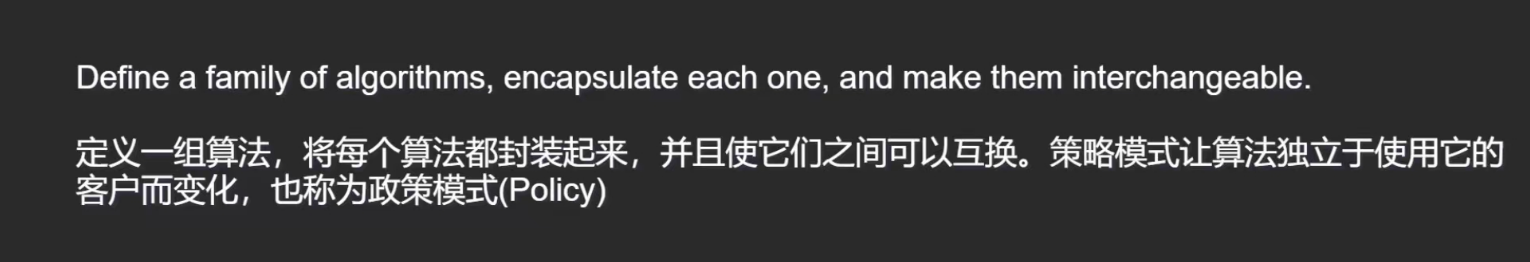 Define a family of algorithms, encapsulate each one, and make them interchangeable.
定义一组算法，将每个算法都封装起来，并且使它们之间可以互换。策略模式让算法独立于使用它的
客户而变化，也称为政策模式(Policy)